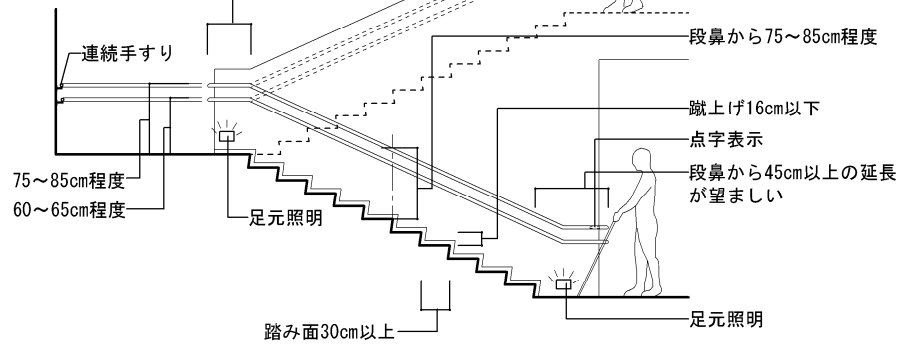 連続手すり
段鼻から75～85cm程度
蹴上げ16cm以下
点字表示
段鼻から45cm以上の延長
が望ましい
75～85cm程度
60～65cm程度
足元照明
足元照明
踏み面30cm以上